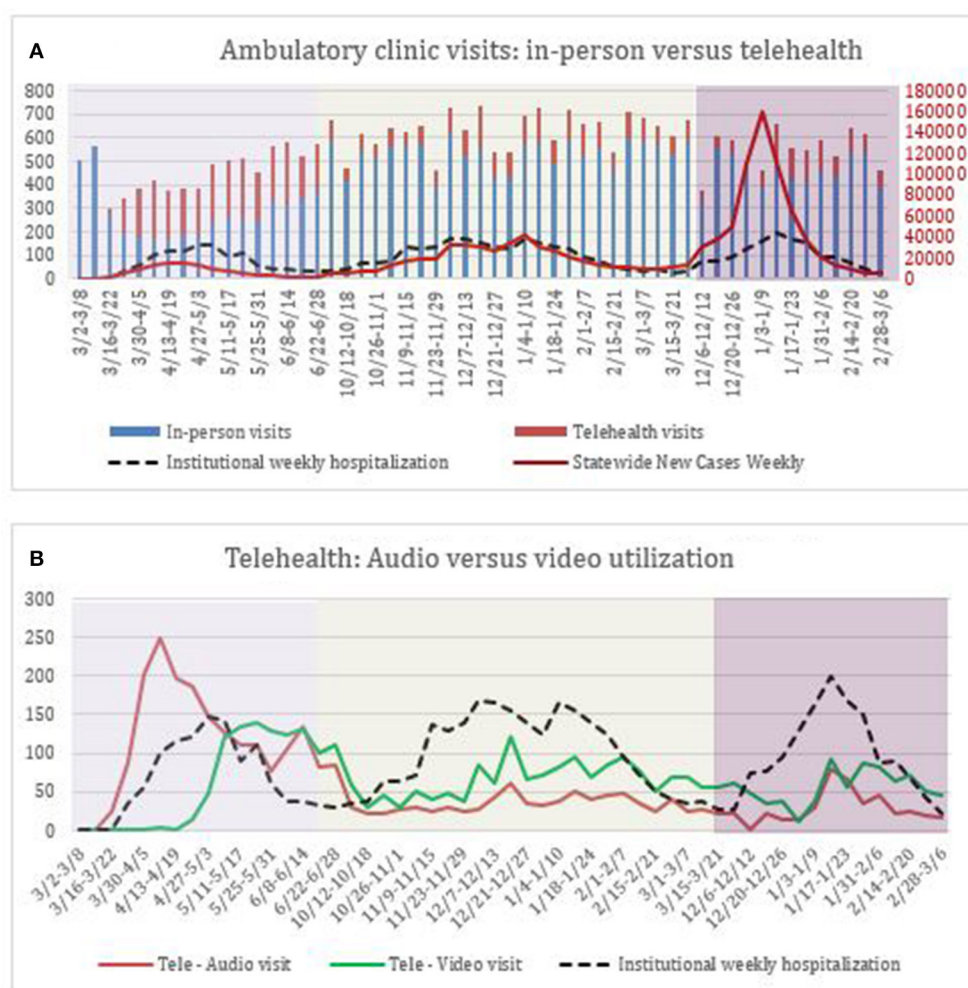 A
Ambulatory clinic visits: in-person versus telehealth
800 180000
700 160000
600 140000
500 120000
400 100000
300 80000
200 60000
100 40000
0 20000
0
3/2-3/8 3/16-3/22 3/30-4/5 4/13-4/19 4/27-5/3 5/11-5/17 5/25-5/31 6/8-6/14 6/22-6/28 10/12-10/18 10/26-11/1 11/9-11/15 11/23-11/29 12/7-12/13 12/21-12/27 1/4-1/10 1/18-1/24 2/1-2/7 2/15-2/21 3/1-3/7 3/15-3/21 12/6-12/12 12/20-12/26 1/3-1/9 1/17-1/23 1/31-2/6 2/14-2/20 2/28-3/6
In-person visits Telehealth visits
Institutional weekly hospitalization Statewide New Cases Weekly
B
Telehealth: Audio versus video utilization
300
250
200
150
100
50
0
3/2-3/8 3/16-3/22 3/30-4/5 4/13-4/19 4/27-5/3 5/11-5/17 5/25-5/31 6/8-6/14 6/22-6/28 10/12-10/18 10/26-11/1 11/9-11/15 11/23-11/29 12/7-12/13 12/21-12/27 1/4-1/10 1/18-1/24 2/1-2/7 2/15-2/21 3/1-3/7 3/15-3/21 12/6-12/12 12/20-12/26 1/3-1/9 1/17-1/23 1/31-2/6 2/14-2/20 2/28-3/6
Tele - Audio visit Tele - Video visit Institutional weekly hospitalization